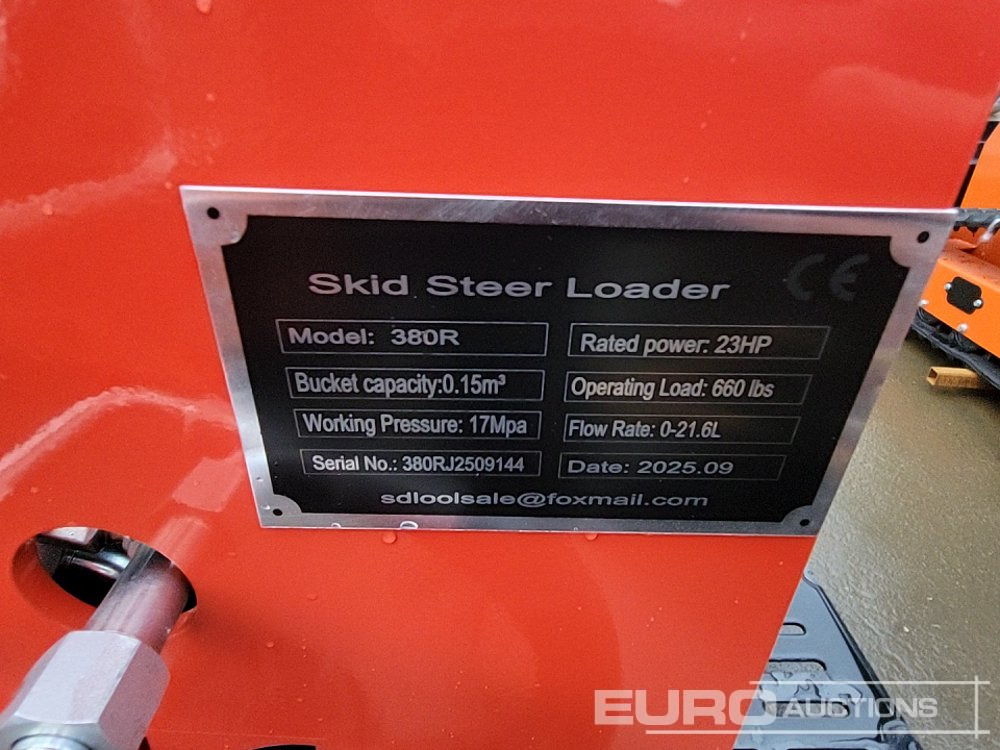 Skid Steer Loader CE
Model: 380R
Rated power: 23HP
Bucket capacity:0.15m³
Operating Load: 660 lbs
Working Pressure: 17Mpa
Flow Rate: 0-21.6L
Serial No.: 380RJ2509144
Date: 2025.09
sdloolsale@foxmail.com
EURO AUCTIONS